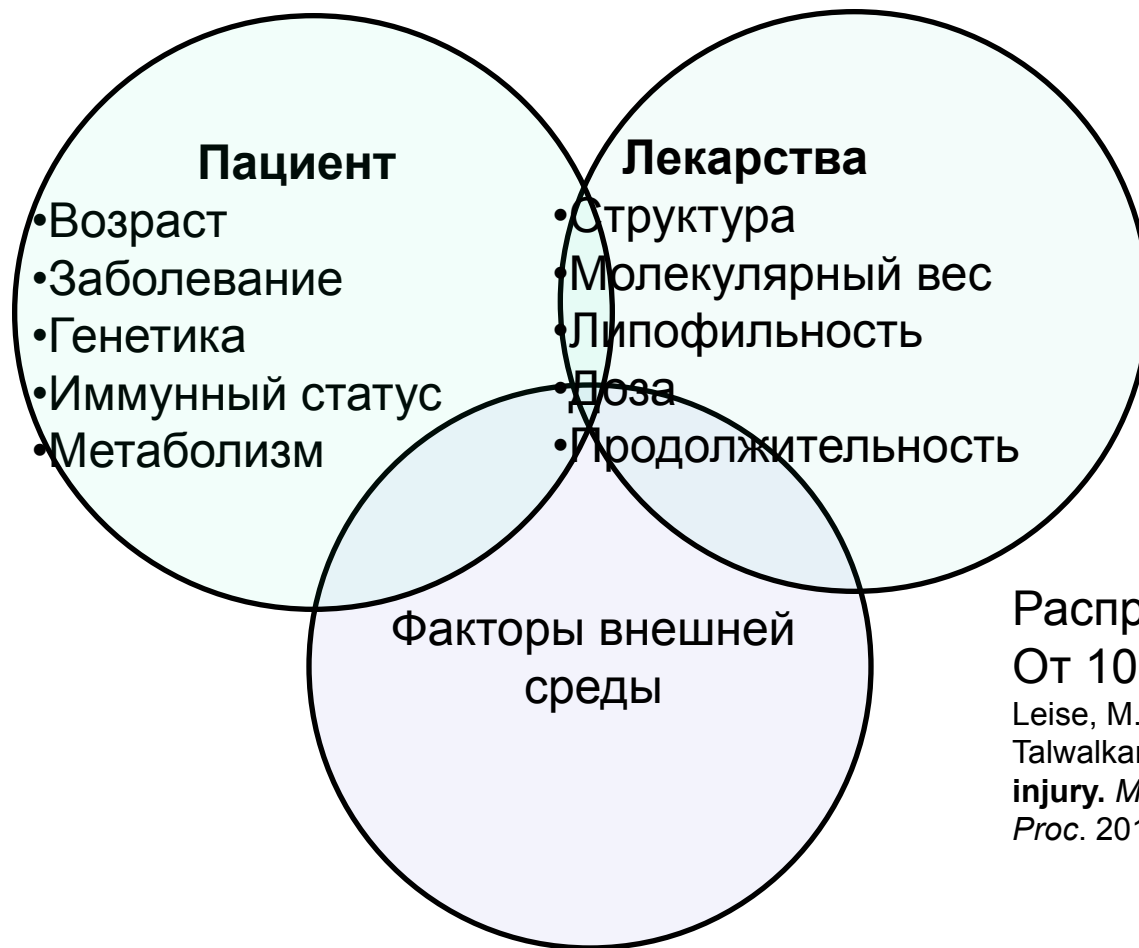 Пациент
•Возраст
•Заболевание
•Генетика
•Иммунный статус
•Метаболизм
Лекарства
•Структура
•Молекулярный вес
•Липофильность
•Доза
•Продолжительность
Факторы внешней
среды
Распр
От 10
Leise, M.
Talwalkar
injury. M
Proc. 201